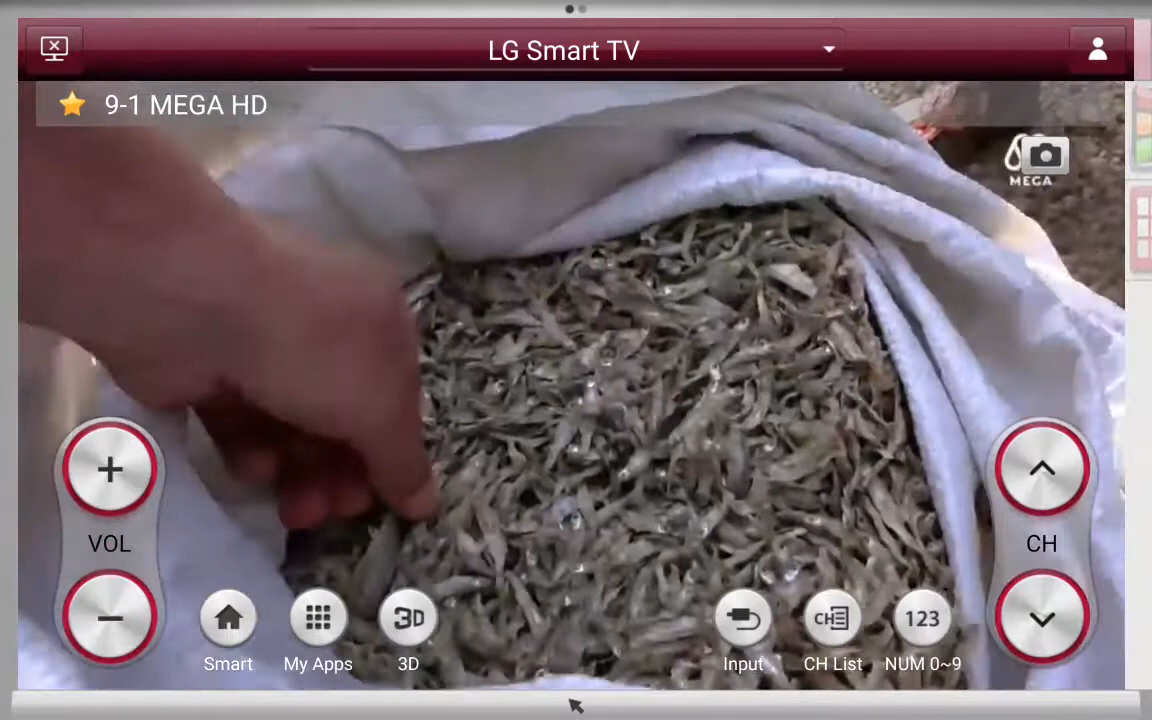 LG Smart TV
9-1 MEGA HD
MEGA
VOL
CH
3D
CH
123
Smart
My Apps
3D
Input
CH List
NUM 0~9